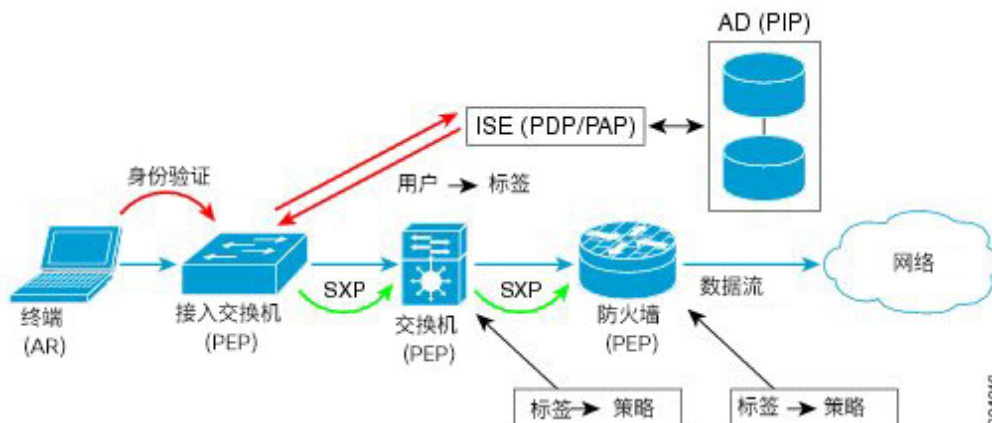 AD (PIP)
ISE (PDP/PAP)
身份验证
用户 → 标签
SXP
SXP
数据流
网络
终端
(AR)
接入交换机
(PEP)
交换机
(PEP)
防火墙
(PEP)
标签 → 策略
标签 → 策略